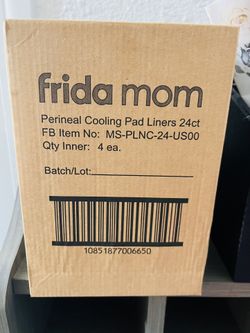 frida mom
Perineal Cooling Pad Liners 24ct
FB Item No: MS-PLNC-24-US00
Qty Inner: 4 ea.
Batch/Lot:
10851877006650